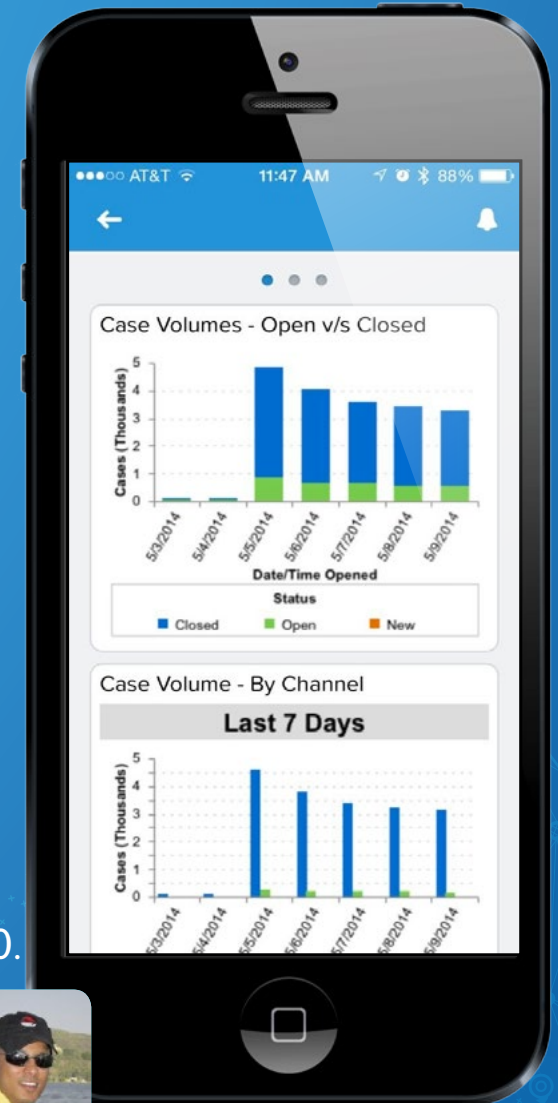 AT&T 11:47 AM 88%
Case Volumes - Open v/s Closed
5
4
3
2
1
0
Cases (Thousands)
5/3/2014 5/4/2014 5/5/2014 5/6/2014 5/7/2014 5/8/2014 5/9/2014
Date/Time Opened
Status
Closed Open New
Case Volume - By Channel
Last 7 Days
5
4
3
2
1
0
Cases (Thousands)
5/3/2014 5/4/2014 5/5/2014 5/6/2014 5/7/2014 5/8/2014 5/9/2014
0.